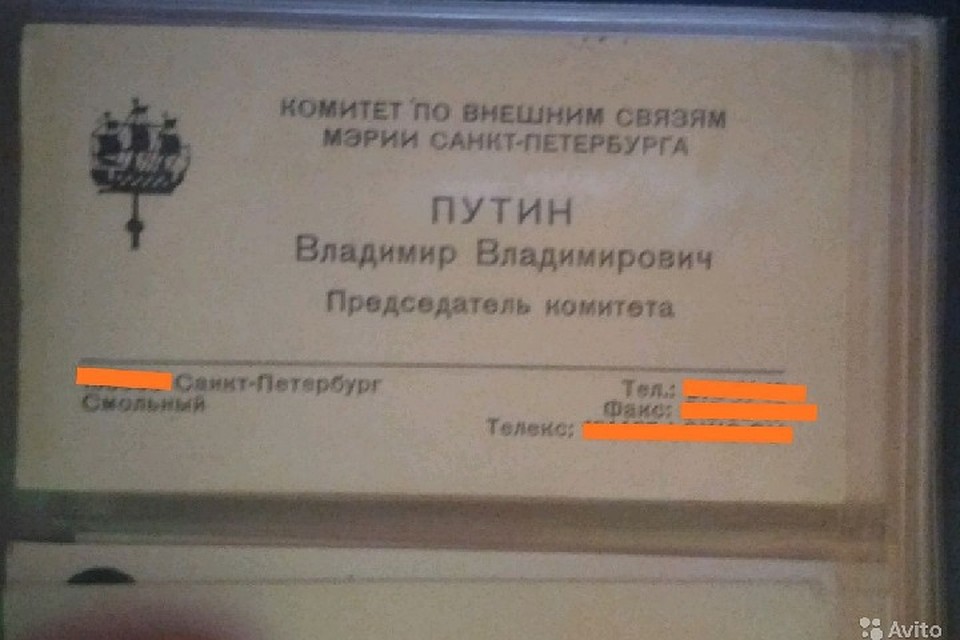 КОМИТЕТ ПО ВНЕШНИМ СВЯЗЯМ
МЭРИИ САНКТ-ПЕТЕРБУРГА
ПУТИН
Владимир Владимирович
Председатель комитета
Санкт-Петербург
Смольный
Тел.:
Факс:
Телекс:
Avito